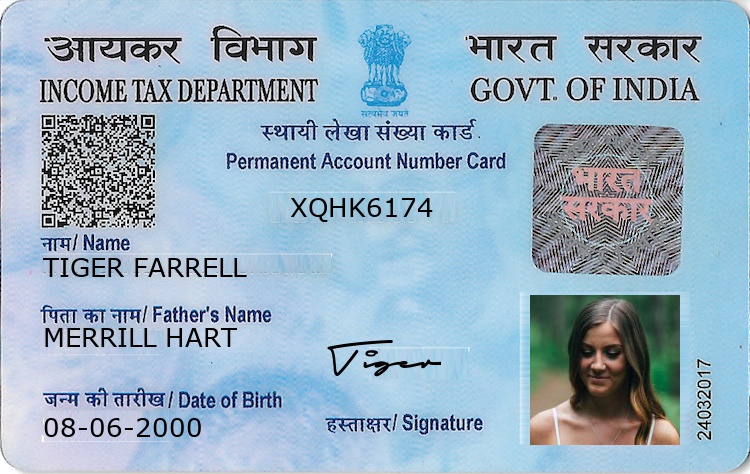 आयकर विभाग
INCOME TAX DEPARTMENT
सत्यमेव जयते
भारत सरकार
GOVT. OF INDIA
स्थायी लेखा संख्या कार्ड
Permanent Account Number Card
XQHK6174
भारत
सरकार
नाम/ Name
TIGER FARRELL
पिता का नाम/ Father's Name
MERRILL HART
Tiger
जन्म की तारीख / Date of Birth
08-06-2000
हस्ताक्षर/ Signature
24032017